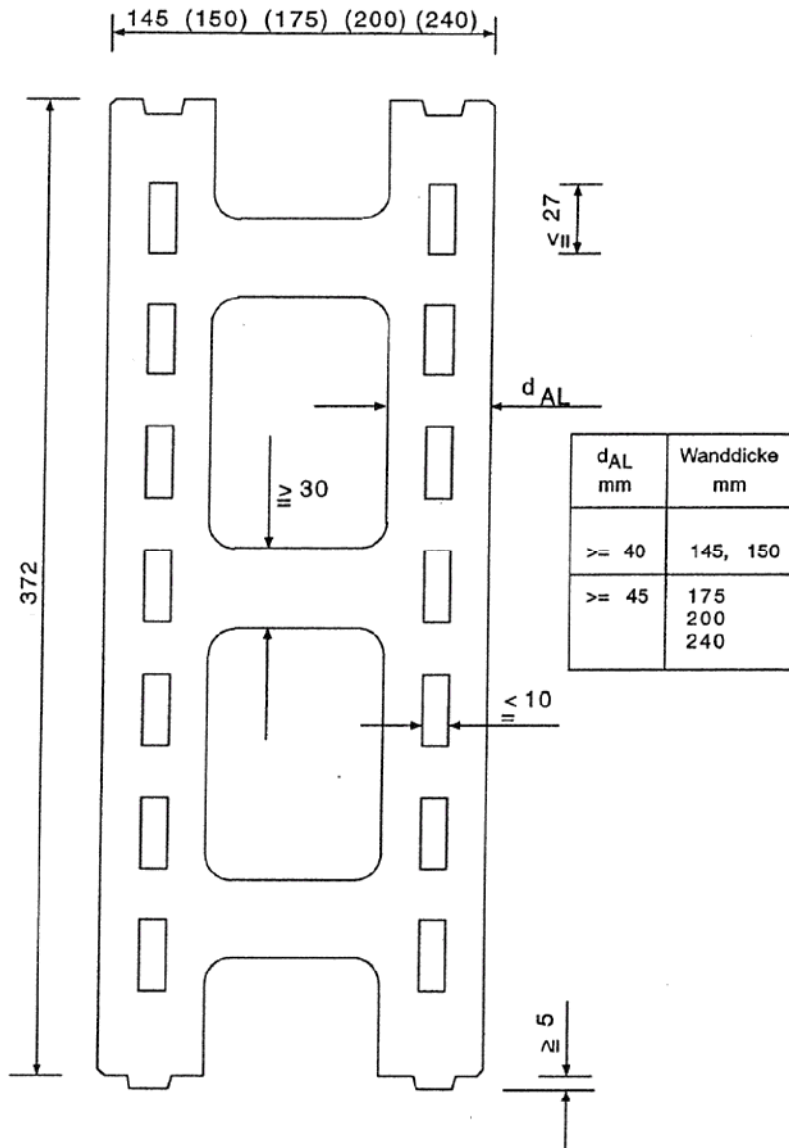 145 (150) (175) (200) (240)
≤ 27
d AL
≥ 30
372
dAL Wanddicke
mm mm
>= 40 145, 150
>= 45 175
200
240
≤ 10
≥ 5